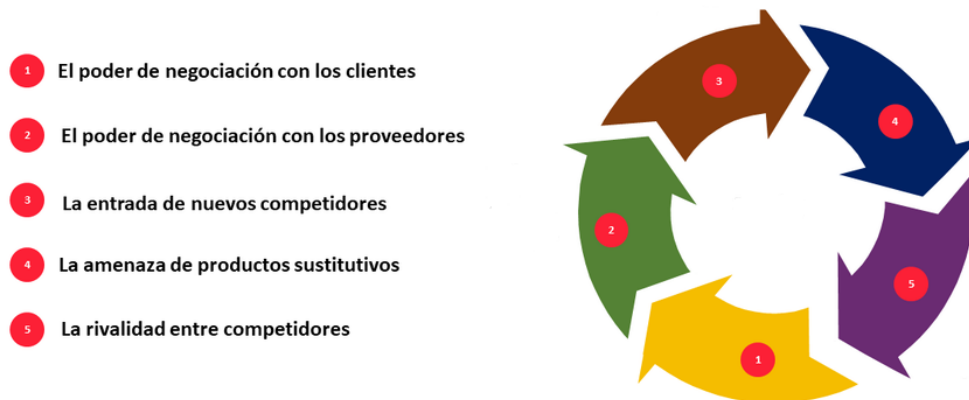 1 El poder de negociación con los clientes
2 El poder de negociación con los proveedores
3 La entrada de nuevos competidores
4 La amenaza de productos sustitutivos
5 La rivalidad entre competidores
3
4
2
5
1